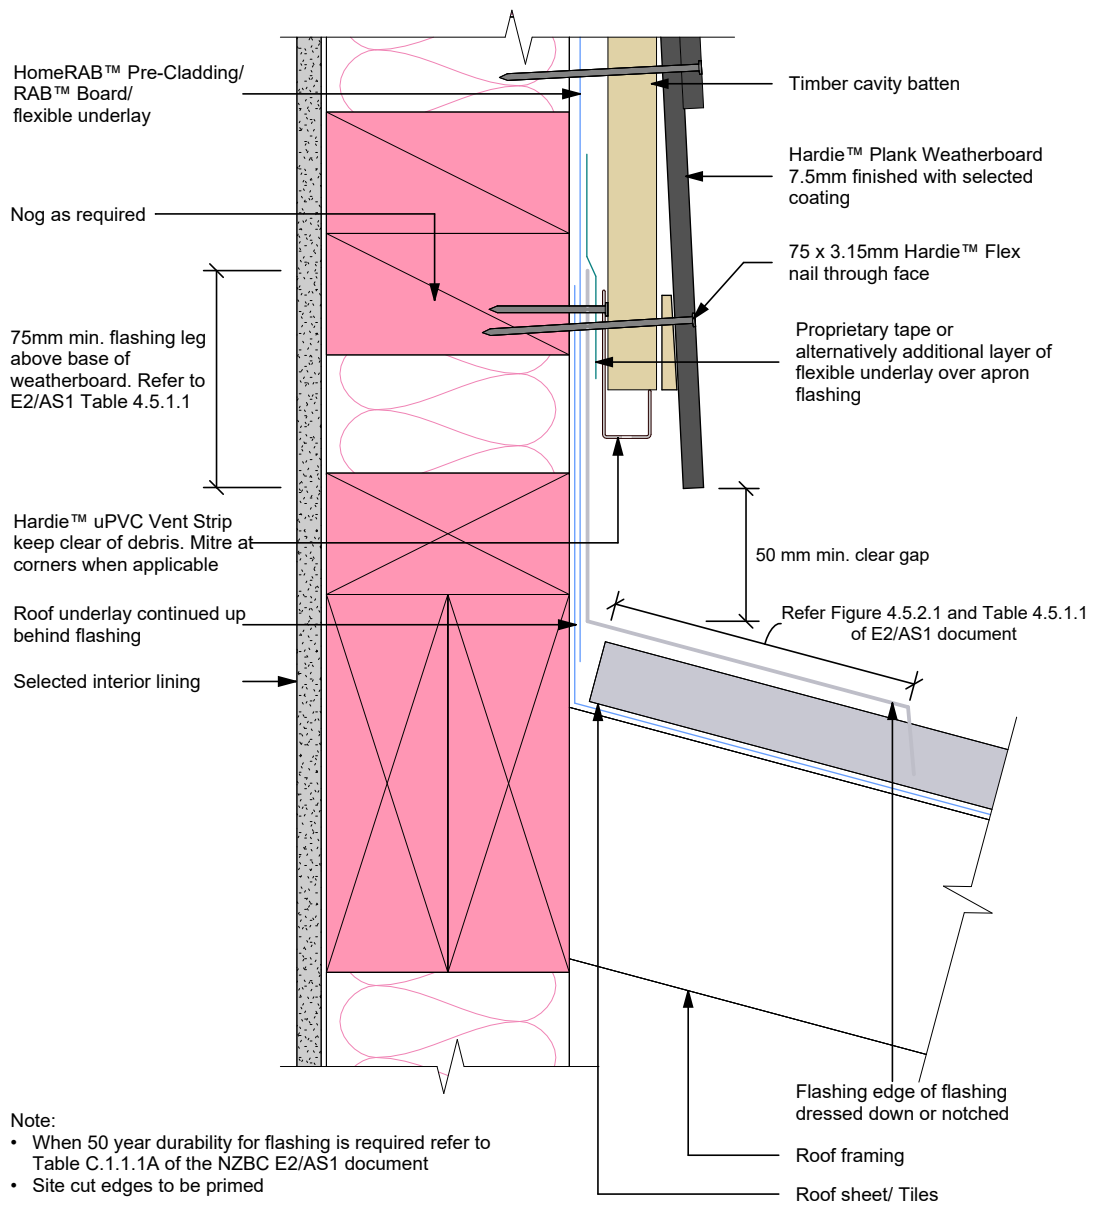 HomeRAB™ Pre-Cladding/
RAB™ Board/
flexible underlay
Nog as required
75mm min. flashing leg
above base of
weatherboard. Refer to
E2/AS1 Table 4.5.1.1
Hardie™ uPVC Vent Strip
keep clear of debris. Mitre at
corners when applicable
Roof underlay continued up
behind flashing
Selected interior lining
Timber cavity batten
Hardie™ Plank Weatherboard
7.5mm finished with selected
coating
75 x 3.15mm Hardie™ Flex
nail through face
Proprietary tape or
alternatively additional layer of
flexible underlay over apron
flashing
50 mm min. clear gap
Refer Figure 4.5.2.1 and Table 4.5.1.1
of E2/AS1 document
Flashing edge of flashing
dressed down or notched
Roof framing
Roof sheet/ Tiles
Note:
• When 50 year durability for flashing is required refer to
Table C.1.1.1A of the NZBC E2/AS1 document
• Site cut edges to be primed